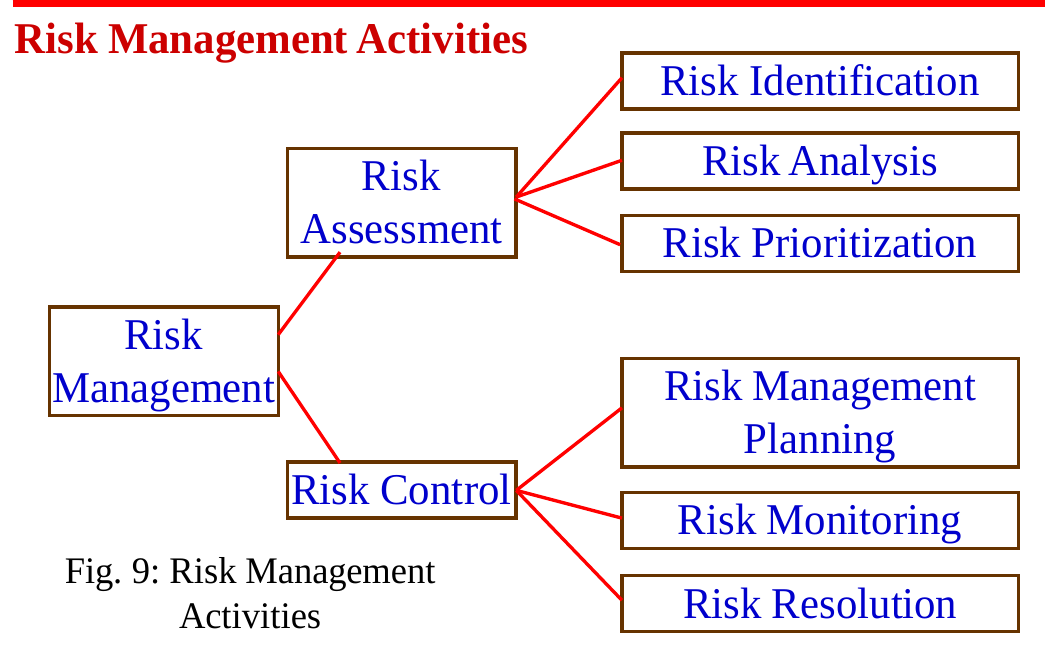 Risk Management Activities
Risk Identification
Risk Analysis
Risk Prioritization
Risk
Assessment
Risk
Management
Risk Control
Risk Management
Planning
Risk Monitoring
Risk Resolution
Fig. 9: Risk Management
Activities